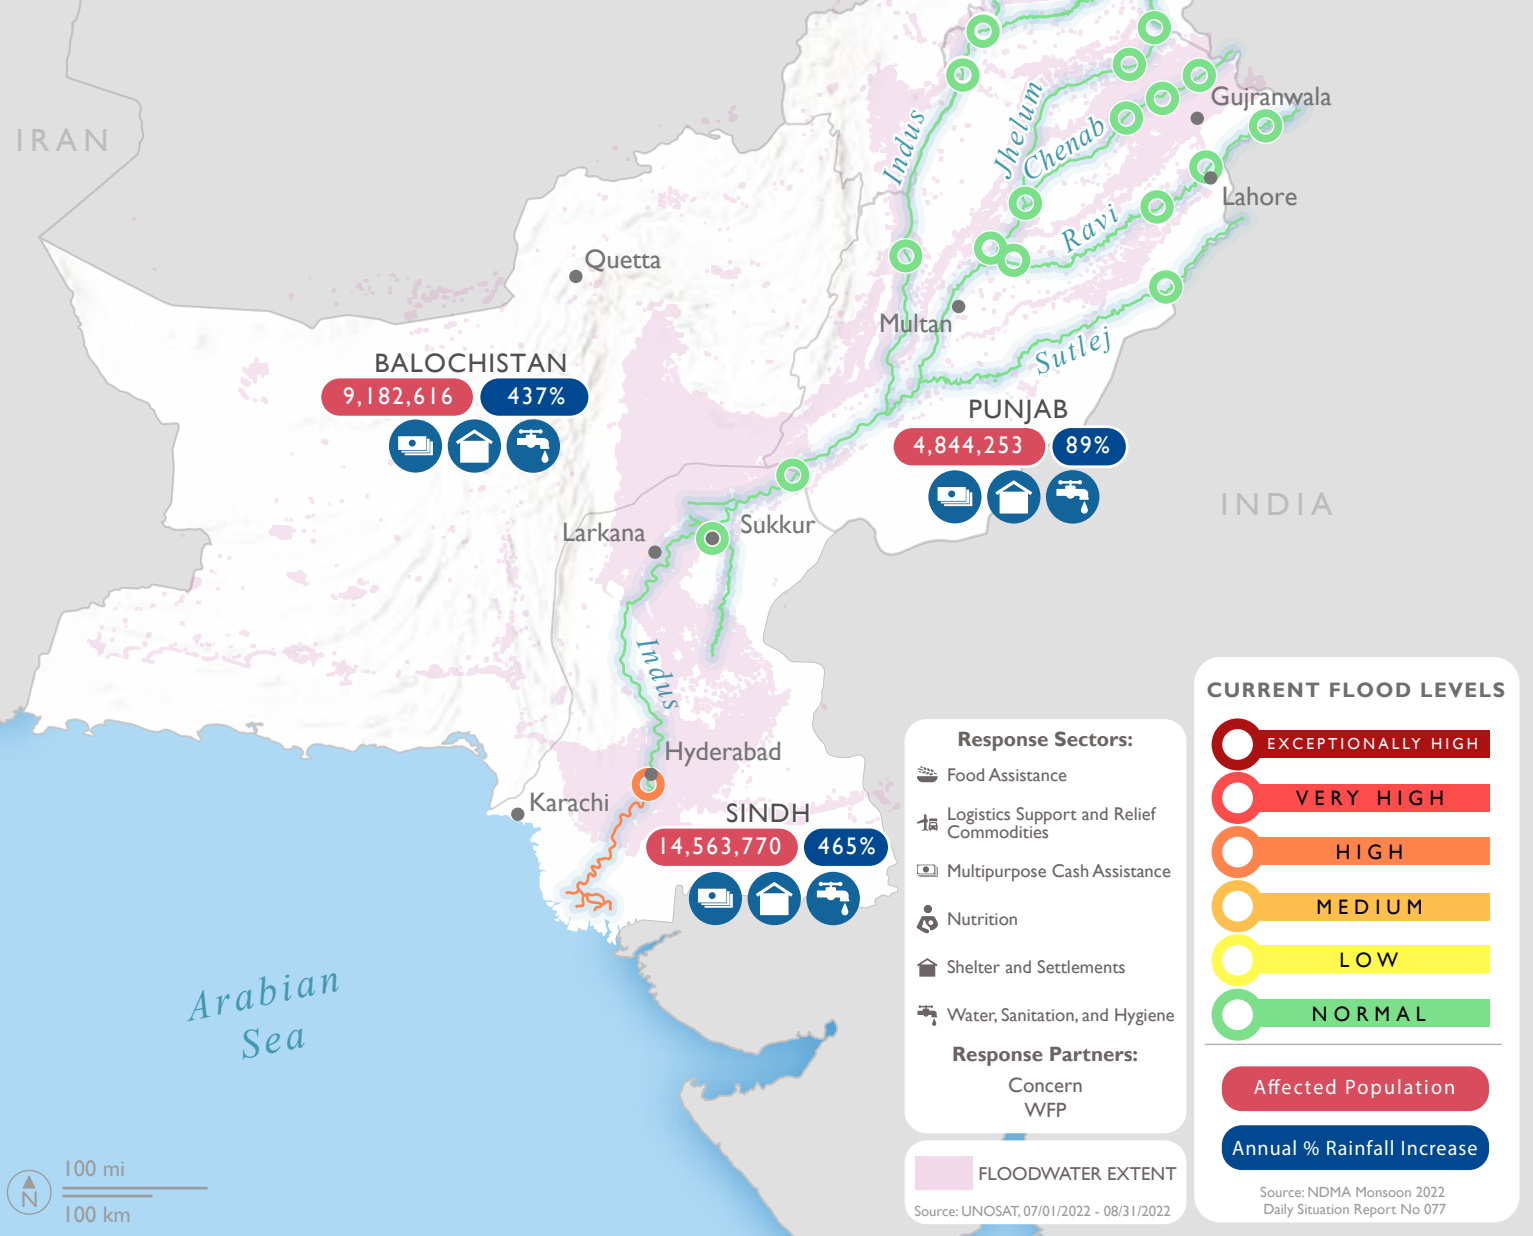 IRAN
Indus
Jhelum
Chenab
Gujranwala
Lahore
Ravi
Quetta
Multan
Sutlej
BALOCHISTAN
9,182,616
437%
PUNJAB
4,844,253
89%
INDIA
Larkana
Sukkur
Indus
Hyderabad
Karachi
SINDH
14,563,770
465%
Arabian
Sea
100 mi
100 km
N
Response Sectors:
Food Assistance
Logistics Support and Relief
Commodities
Multipurpose Cash Assistance
Nutrition
Shelter and Settlements
Water, Sanitation, and Hygiene
Response Partners:
Concern
WFP
FLOODWATER EXTENT
Source: UNOSAT, 07/01/2022 - 08/31/2022
CURRENT FLOOD LEVELS
EXCEPTIONALLY HIGH
VERY HIGH
HIGH
MEDIUM
LOW
NORMAL
Affected Population
Annual % Rainfall Increase
Source: NDMA Monsoon 2022
Daily Situation Report No 077